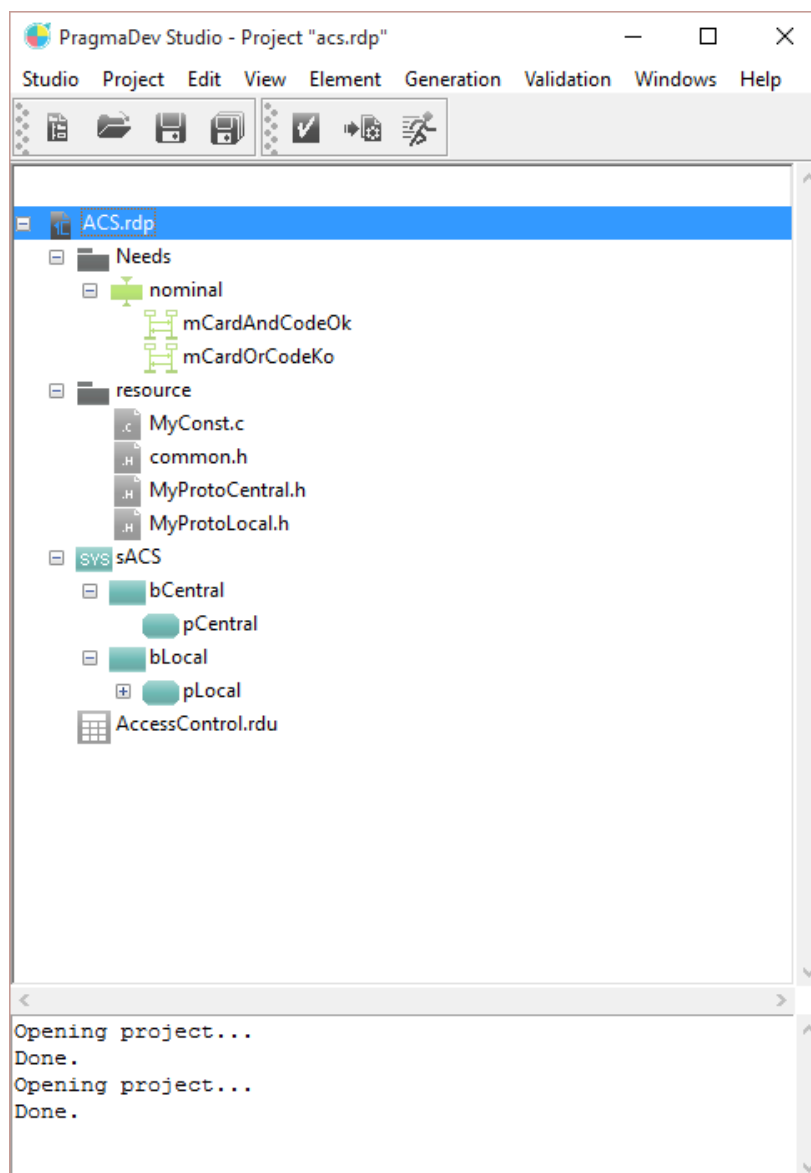 PragmaDev Studio - Project "acs.rdp"
Studio Project Edit View Element Generation Validation Windows Help
ACS.rdp
Needs
nominal
mCardAndCodeOk
mCardOrCodeKo
resource
.c MyConst.c
.H common.h
.H MyProtoCentral.h
.H MyProtoLocal.h
SYS sACS
bCentral
pCentral
bLocal
pLocal
AccessControl.rdu
Opening project...
Done.
Opening project...
Done.